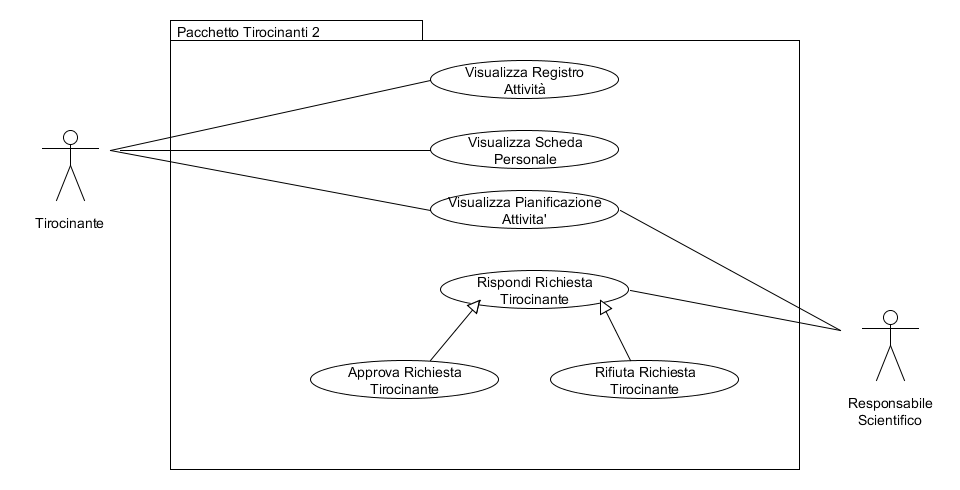 Pacchetto Tirocinanti 2
Visualizza Registro
Attività
Visualizza Scheda
Personale
Tirocinante
Visualizza Pianificazione
Attivita'
Rispondi Richiesta
Tirocinante
Approva Richiesta
Tirocinante
Rifiuta Richiesta
Tirocinante
Responsabile
Scientifico